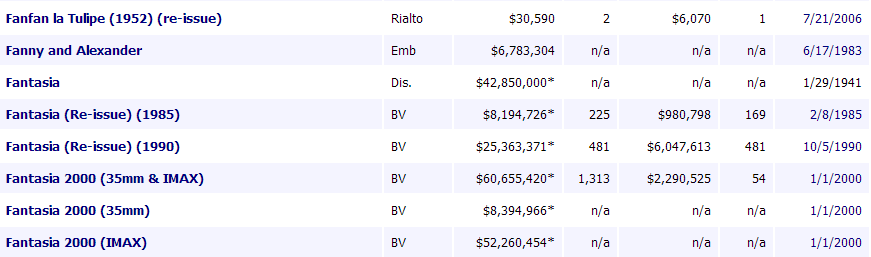 Fanfan la Tulipe (1952) (re-issue) Rialto $30,590 2 $6,070 1 7/21/2006
Fanny and Alexander Emb $6,783,304 n/a n/a n/a 6/17/1983
Fantasia Dis. $42,850,000* n/a n/a n/a 1/29/1941
Fantasia (Re-issue) (1985) BV $8,194,726* 225 $980,798 169 2/8/1985
Fantasia (Re-issue) (1990) BV $25,363,371* 481 $6,047,613 481 10/5/1990
Fantasia 2000 (35mm & IMAX) BV $60,655,420* 1,313 $2,290,525 54 1/1/2000
Fantasia 2000 (35mm) BV $8,394,966* n/a n/a n/a 1/1/2000
Fantasia 2000 (IMAX) BV $52,260,454* n/a n/a n/a 1/1/2000